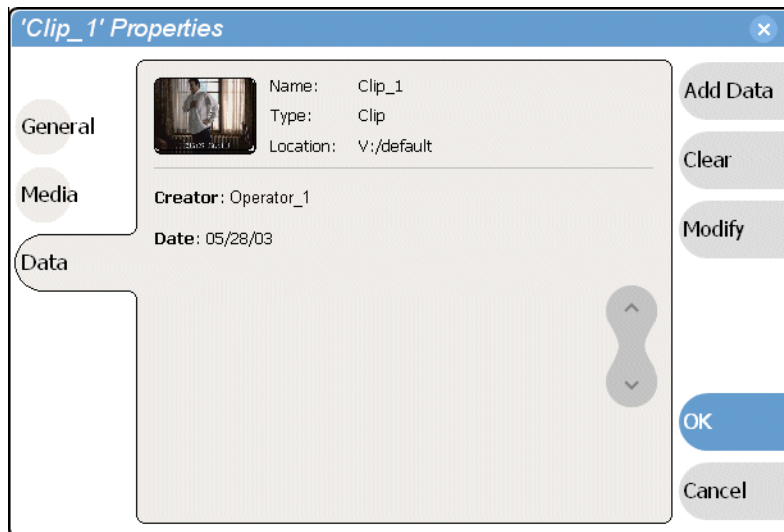 'Clip_1' Properties
General
Media
Data
Name: Clip_1
Type: Clip
Location: V:/default
Creator: Operator_1
Date: 05/28/03
Add Data
Clear
Modify
OK
Cancel